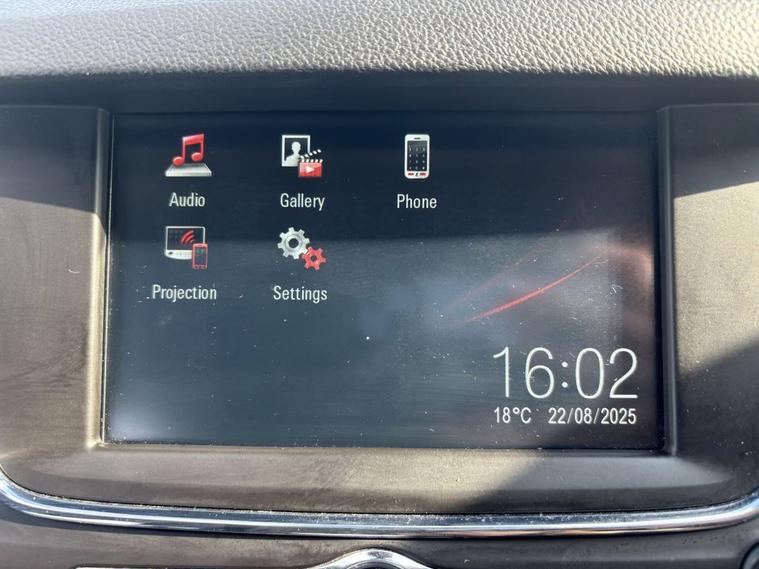 Audio Gallery Phone
Projection Settings
16:02
18°C 22/08/2025